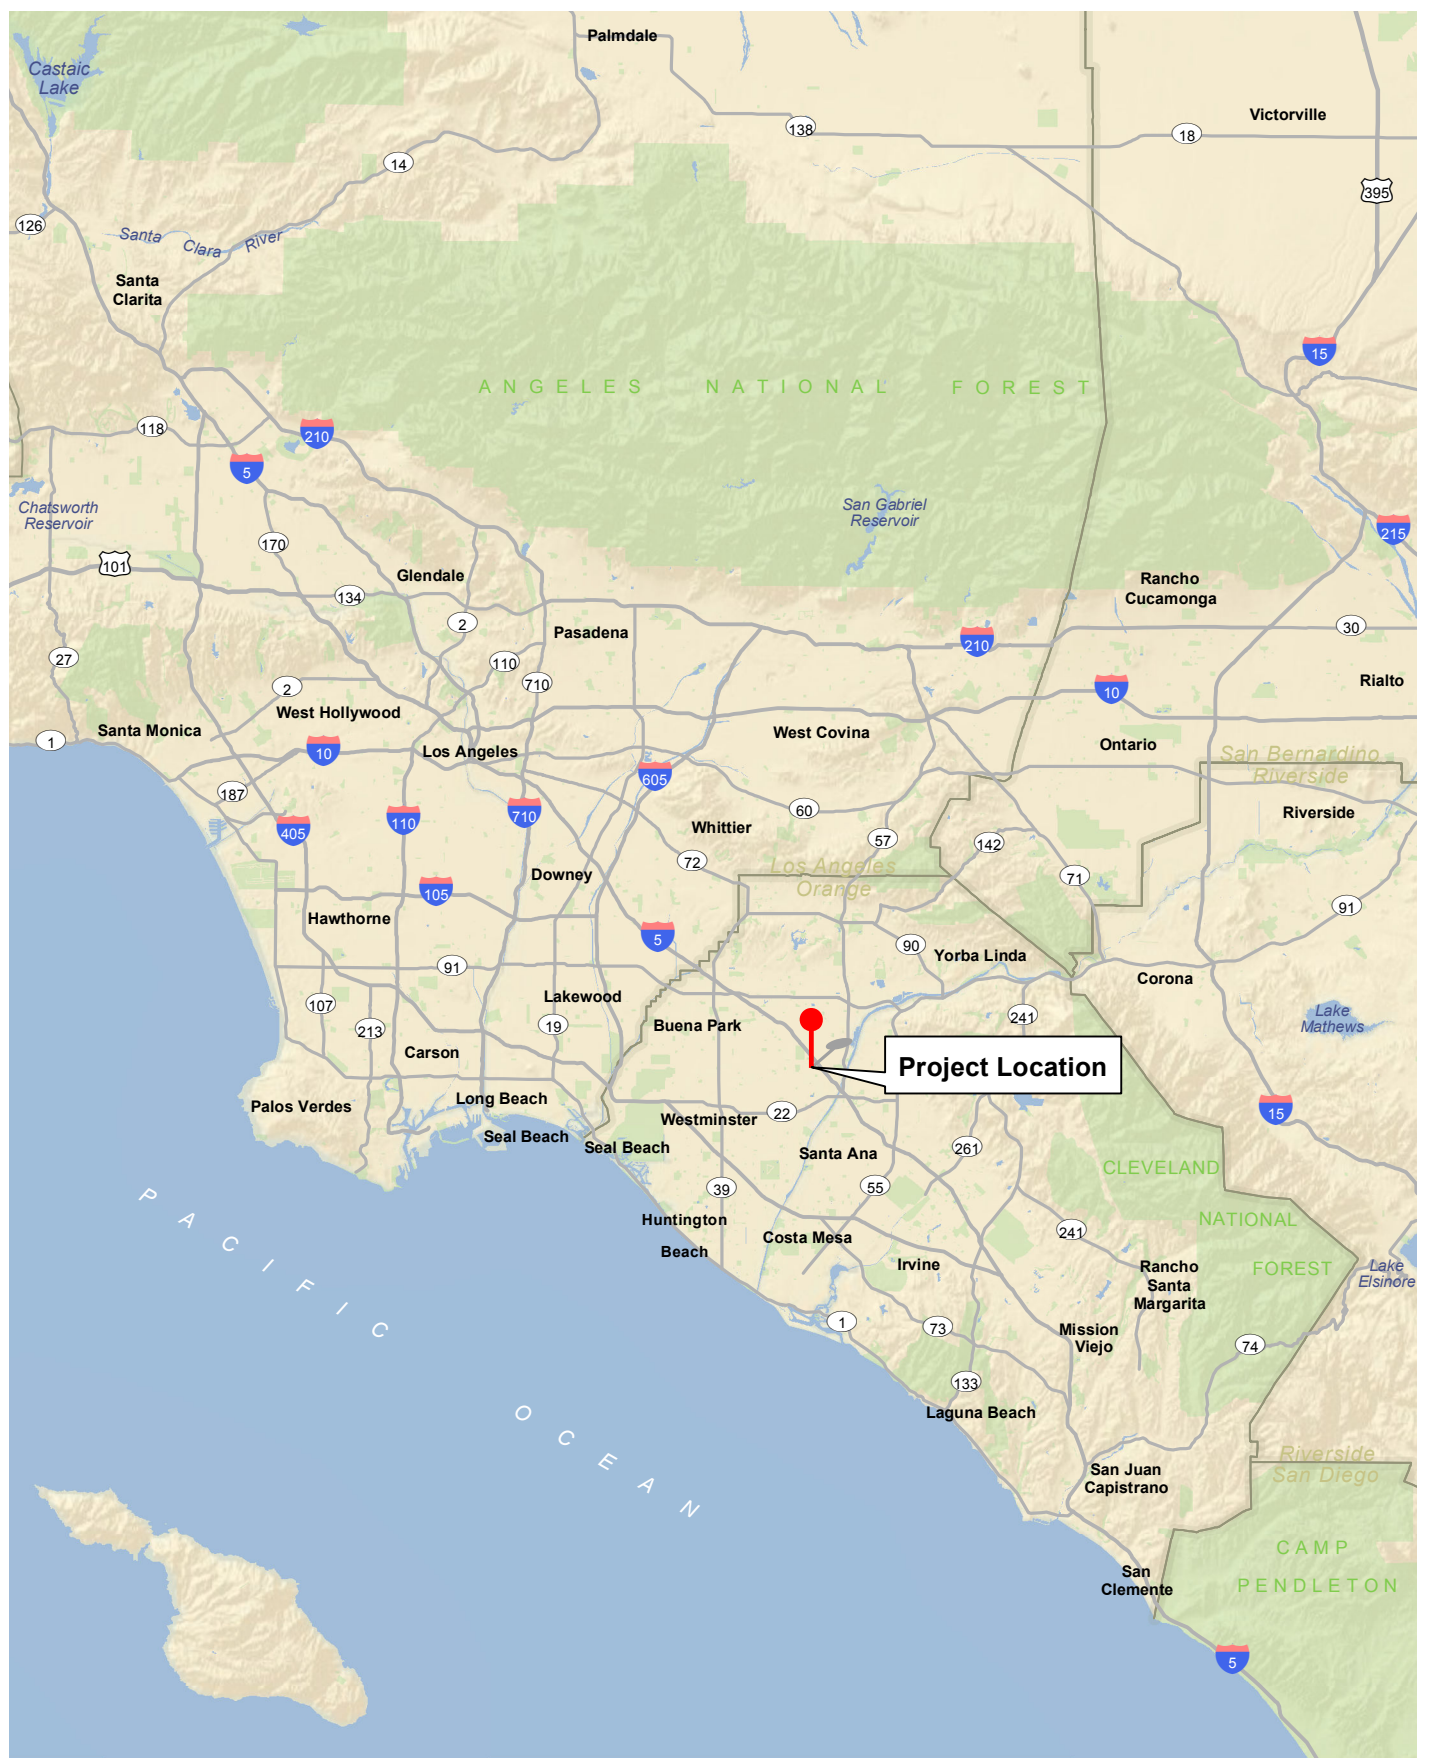 Palmdale
Castaic
Lake
Victorville
138
18
14
395
126
Santa Clara River
Santa
Clarita
15
ANGELES NATIONAL FOREST
118
210
5
Chatsworth
Reservoir
San Gabriel
Reservoir
215
170
101
Glendale
134
Rancho
Cucamonga
2
Pasadena
210
30
27
110
710
2
10
Rialto
West Hollywood
Santa Monica
1
10
Los Angeles
West Covina
Ontario
San Bernardino
Riverside
605
187
60
405
110
710
Whittier
57
142
Riverside
72
Los Angeles
Orange
Downey
71
105
91
Hawthorne
5
90
Yorba Linda
91
Corona
107
Lakewood
Lake
Mathews
213
19
Buena Park
241
Carson
Project Location
Palos Verdes
Long Beach
22
15
Westminster
Seal Beach
Seal Beach
Santa Ana
261
CLEVELAND
NATIONAL
FOREST
39
55
Huntington
Beach
Costa Mesa
241
Irvine
Rancho
Santa
Margarita
Lake
Elsinore
PACIFIC
OCEAN
1
73
Mission
Viejo
74
133
Laguna Beach
Riverside
San Diego
San Juan
Capistrano
CAMP
PENDLETON
San
Clemente
5